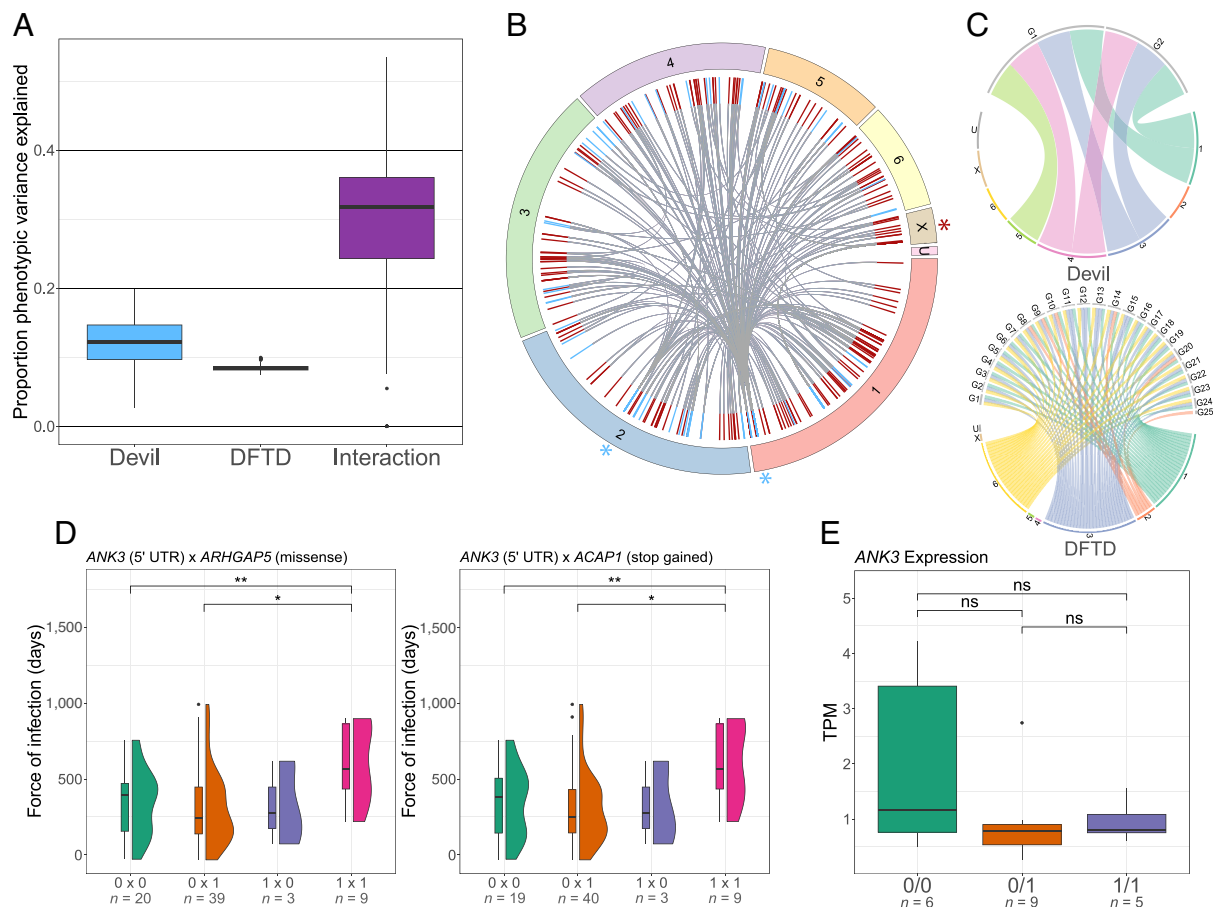 A
Proportion phenotypic variance explained
0.4
0.2
0.0
Devil
DFTD
Interaction
B
4
5
6
X
*
U
1
*
2
*
3
C
G1
G2
U
X
6
5
4
3
2
1
Devil
G1
G2
G3
G4
G5
G6
G7
G8
G9
G10
G11
G12
G13
G14
G15
G16
G17
G18
G19
G20
G21
G22
G23
G24
G25
U
X
6
5
4
3
2
1
DFTD
D
ANK3 (5' UTR) x ARHGAP5 (missense)
Force of infection (days)
1,500
1,000
500
0
**
*
0 x 0
0 x 1
1 x 0
1 x 1
n = 20
n = 39
n = 3
n = 9
ANK3 (5' UTR) x ACAP1 (stop gained)
Force of infection (days)
1,500
1,000
500
0
**
*
0 x 0
0 x 1
1 x 0
1 x 1
n = 19
n = 40
n = 3
n = 9
E
ANK3 Expression
TPM
5
4
3
2
1
ns
ns
ns
0/0
0/1
1/1
n = 6
n = 9
n = 5